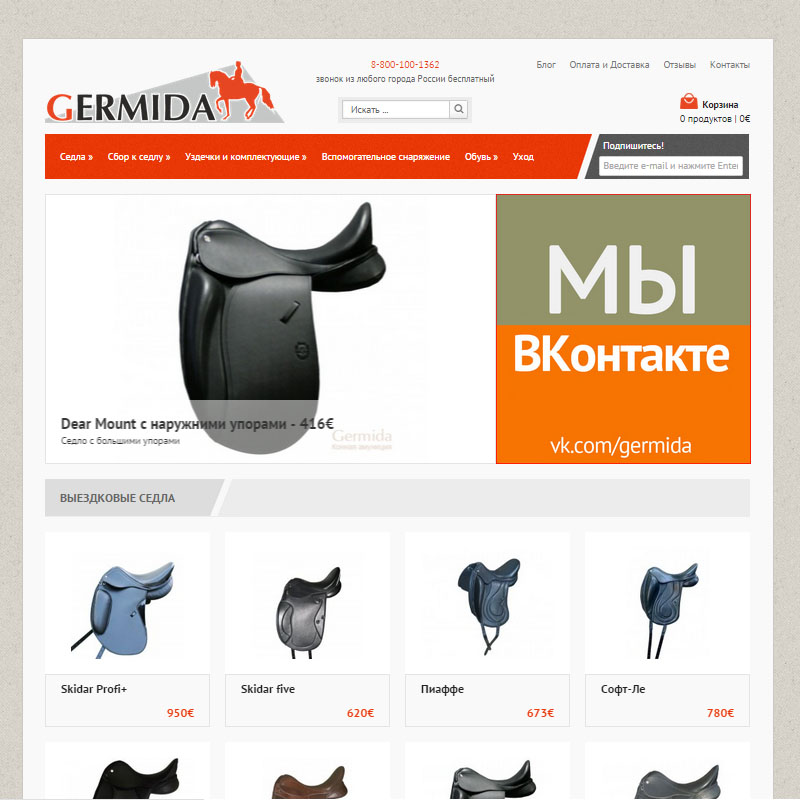 GERMIDA
8-800-100-1362
звонок из любого города России бесплатный
Искать ...
Блог Оплата и Доставка Отзывы Контакты
Корзина
0 продуктов | 0€
Седла » Сбор к седлу » Уздечки и комплектующие » Вспомогательное снаряжение Обувь » Уход
Подпишитесь!
Введите e-mail и нажмите Enter
МЫ
ВКонтакте
vk.com/germida
Dear Mount с наружними упорами - 416€
Седло с большими упорами
Germida
Конная амуниция
ВЫЕЗДКОВЫЕ СЕДЛА
Skidar Profi+
950€
Skidar five
620€
Пиаффе
673€
Софт-Ле
780€